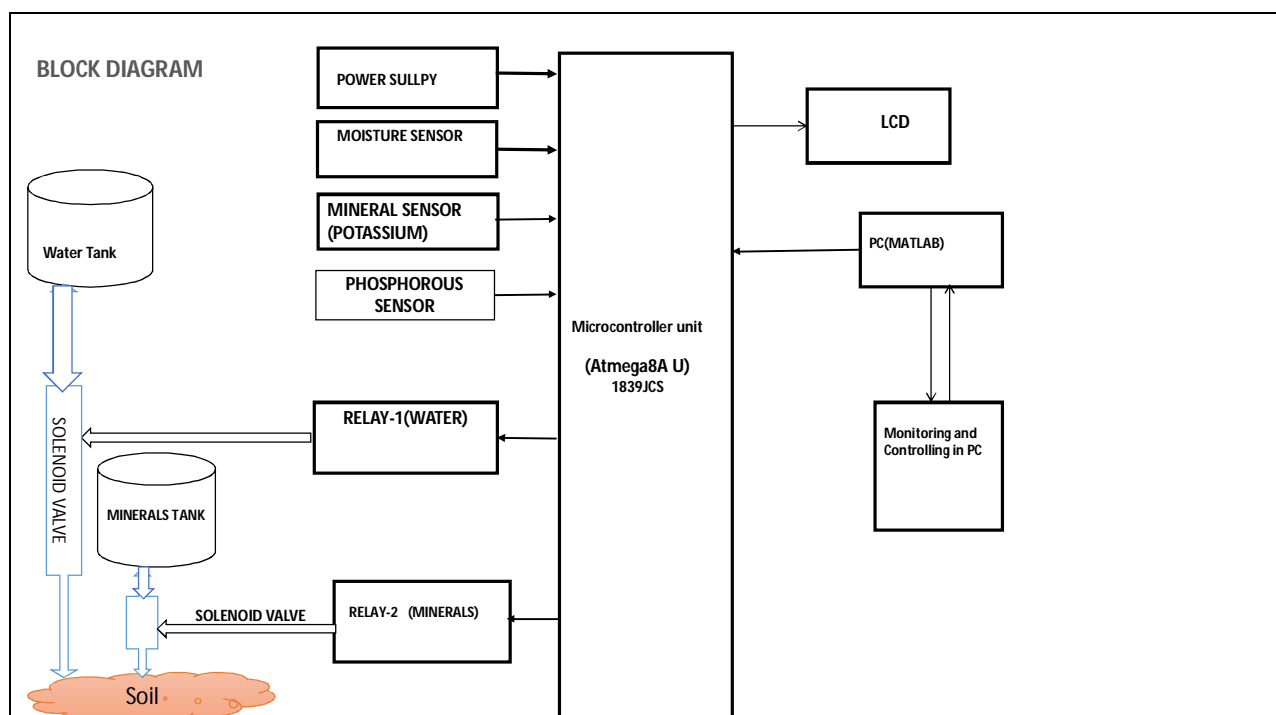 BLOCK DIAGRAM
POWER SULLPY
MOISTURE SENSOR
MINERAL SENSOR
(POTASSIUM)
PHOSPHOROUS
SENSOR
Microcontroller unit
(Atmega8A U)
1839JCS
LCD
PC(MATLAB)
Monitoring and
Controlling in PC
Water Tank
SOLENOID VALVE
RELAY-1(WATER)
MINERALS TANK
SOLENOID VALVE
RELAY-2 (MINERALS)
Soil